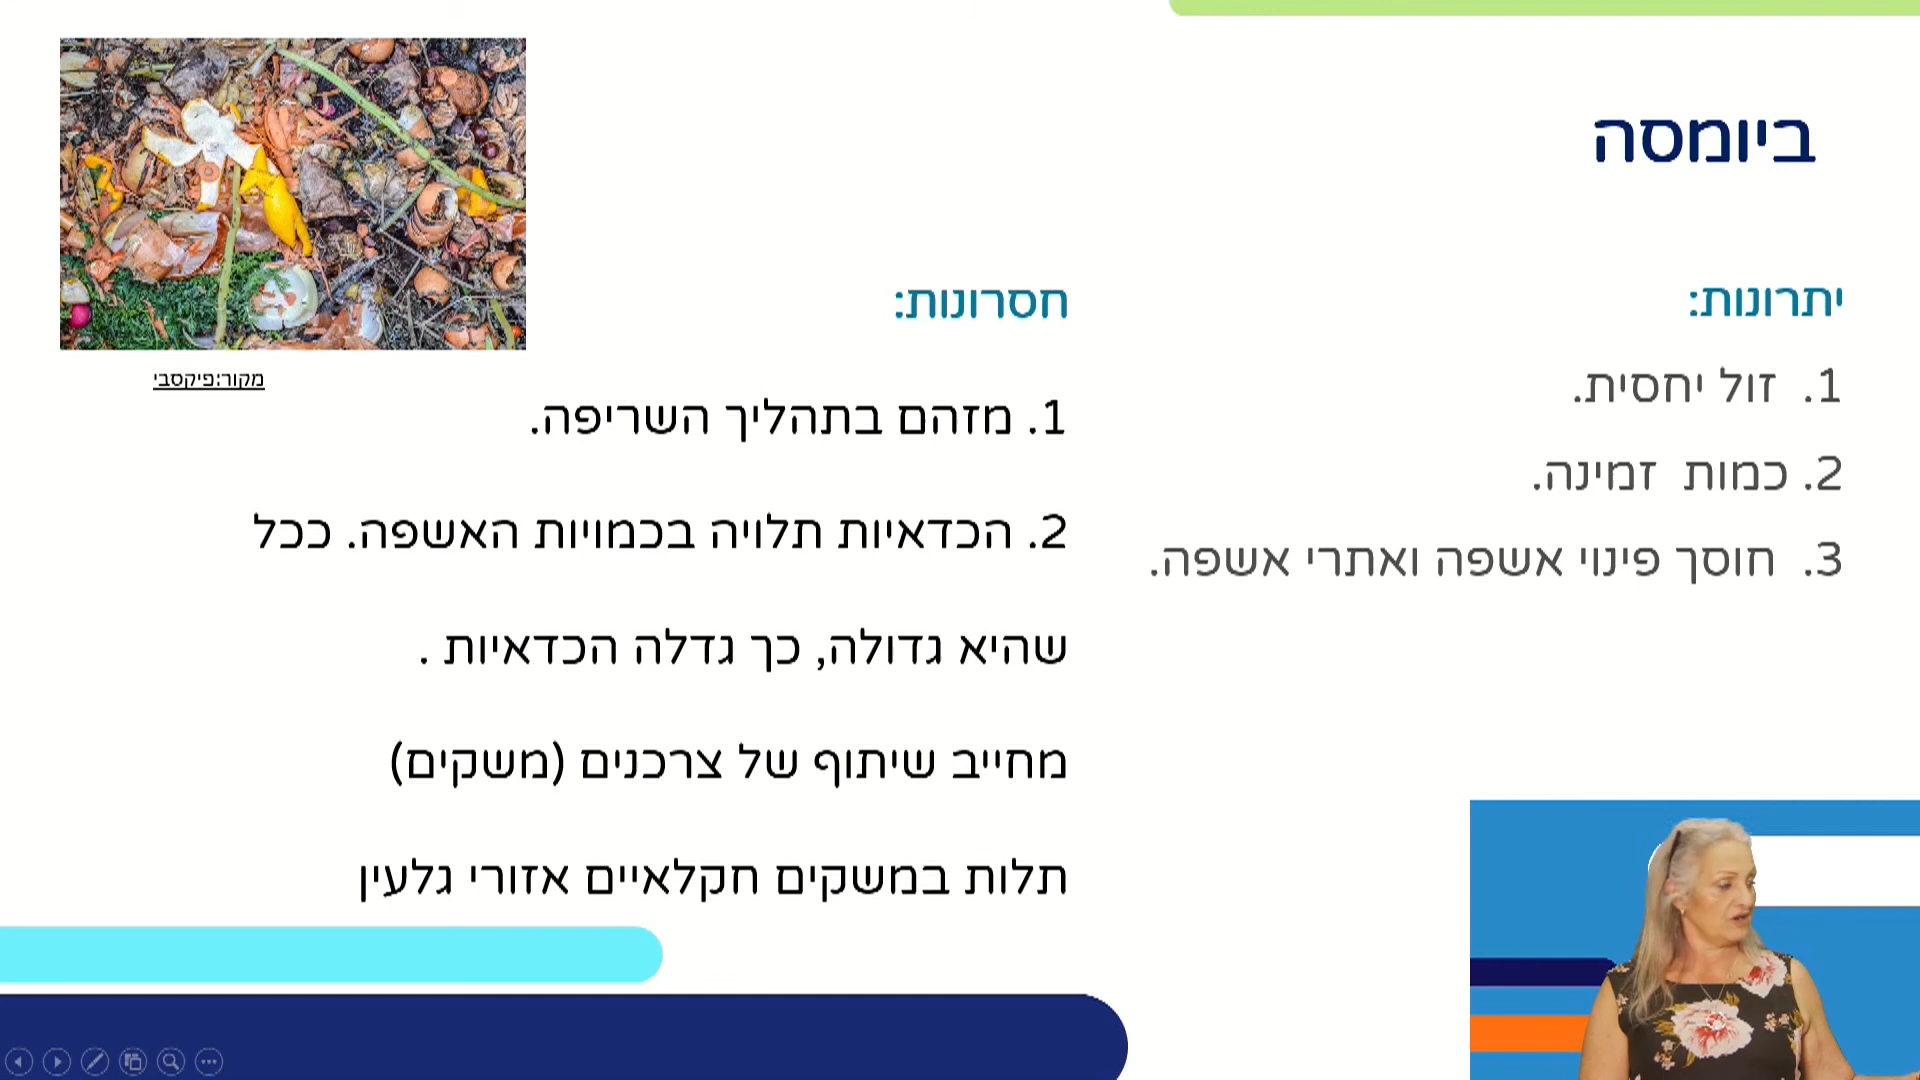 ביומסה
יתרונות:
1.  זול יחסית.
2. כמות  זמינה.
3.  חוסך פינוי אשפה ואתרי אשפה.
חסרונות:
1. מזהם בתהליך השריפה.
2. הכדאיות תלויה בכמויות האשפה. ככל
שהיא גדולה, כך גדלה הכדאיות .
מחייב שיתוף של צרכנים (משקים)
תלות במשקים חקלאיים אזורי גלעין
מקור:פיקסבי